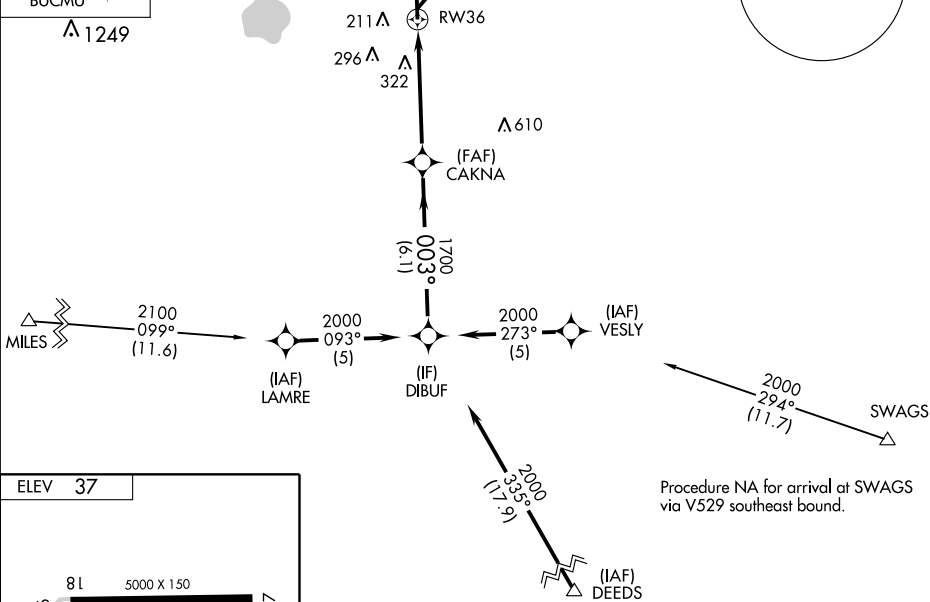 BUCMU
1249
211
RW36
296
322
610
(FAF)
CAKNA
1700
003°
(6.1)
MILES
2100
099°
(11.6)
(IAF)
LAMRE
2000
093°
(5)
(IF)
DIBUF
2000
273°
(5)
(IAF)
VESLY
2000
294°
(11.7)
SWAGS
Procedure NA for arrival at SWAGS
via V529 southeast bound.
2000
335°
(17.9)
(IAF)
DEEDS
ELEV 37
18
5000 X 150